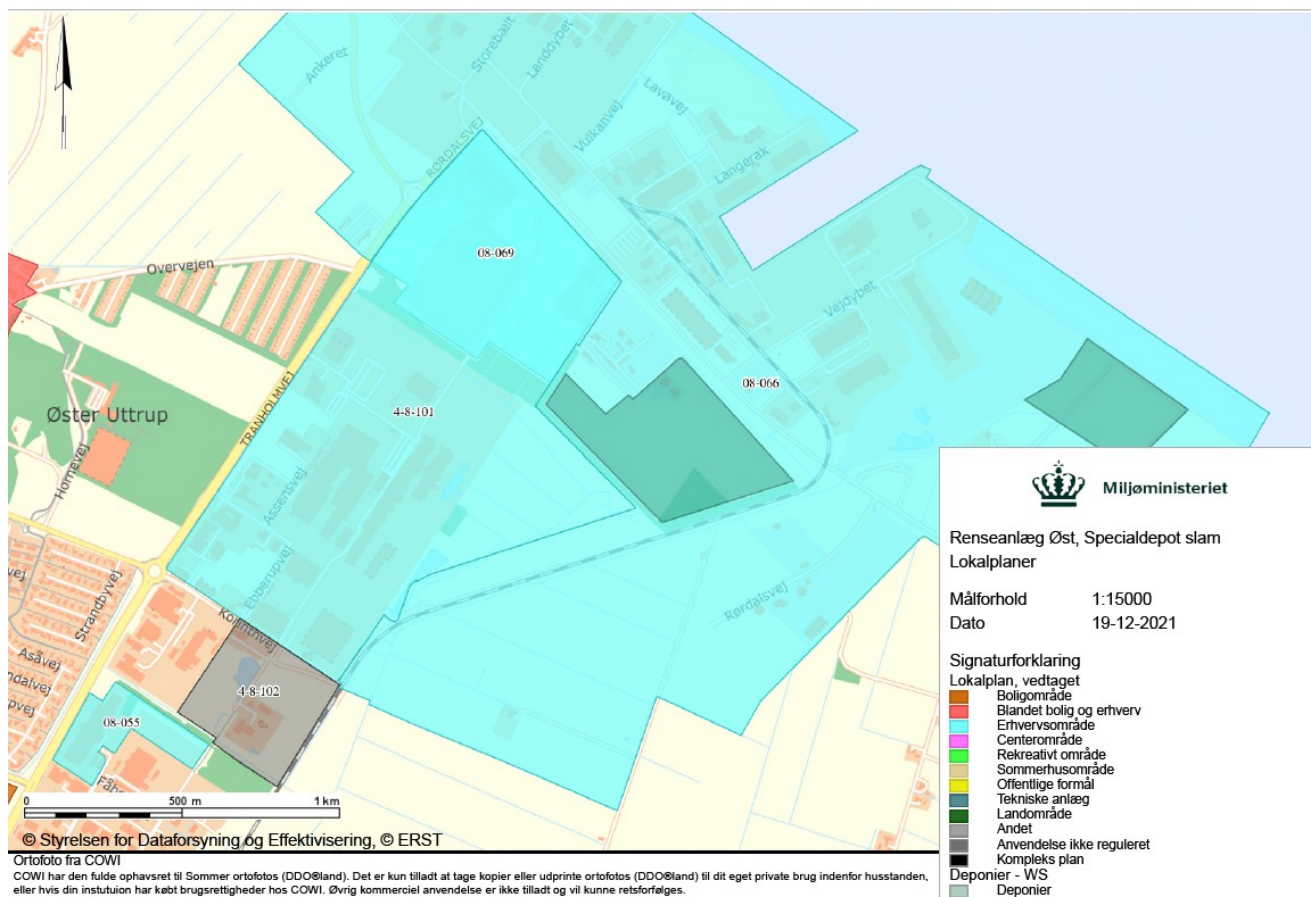 Ankeret
Storebælt
Landdybet
Vulkanvej
Lavavej
Langerak
RØRDALSVEJ
08-069
Overvejen
Vejdybet
08-066
4-8-101
TRANHOLMVEJ
Øster Uttrup
Hornevej
Assensvej
Ebberupvej
Rørdalsvej
Strandbyvej
Kollinthvej
Asåvej
ndalvej
4-8-102
08-055
Miljøministeriet
Renseanlæg Øst, Specialdepot slam
Lokalplaner
Målforhold 1:15000
Dato 19-12-2021
Signaturforklaring
Lokalplan, vedtaget
Boligområde
Blandet bolig og erhverv
Erhvervsområde
Centerområde
Rekreativt område
Sommerhusområde
Offentlige formål
Tekniske anlæg
Landområde
Andet
Anvendelse ikke reguleret
Kompleks plan
Deponier - WS
Deponier
0 500 m 1 km
© Styrelsen for Dataforsyning og Effektivisering, © ERST
Ortofoto fra COWI
COWI har den fulde ophavsret til Sommer ortofotos (DDO®land). Det er kun tilladt at tage kopier eller udprinte ortofotos (DDO®land) til dit eget private brug indenfor husstanden,
eller hvis din instutuion har købt brugsrettigheder hos COWI. Øvrig kommerciel anvendelse er ikke tilladt og vil kunne retsforfølges.